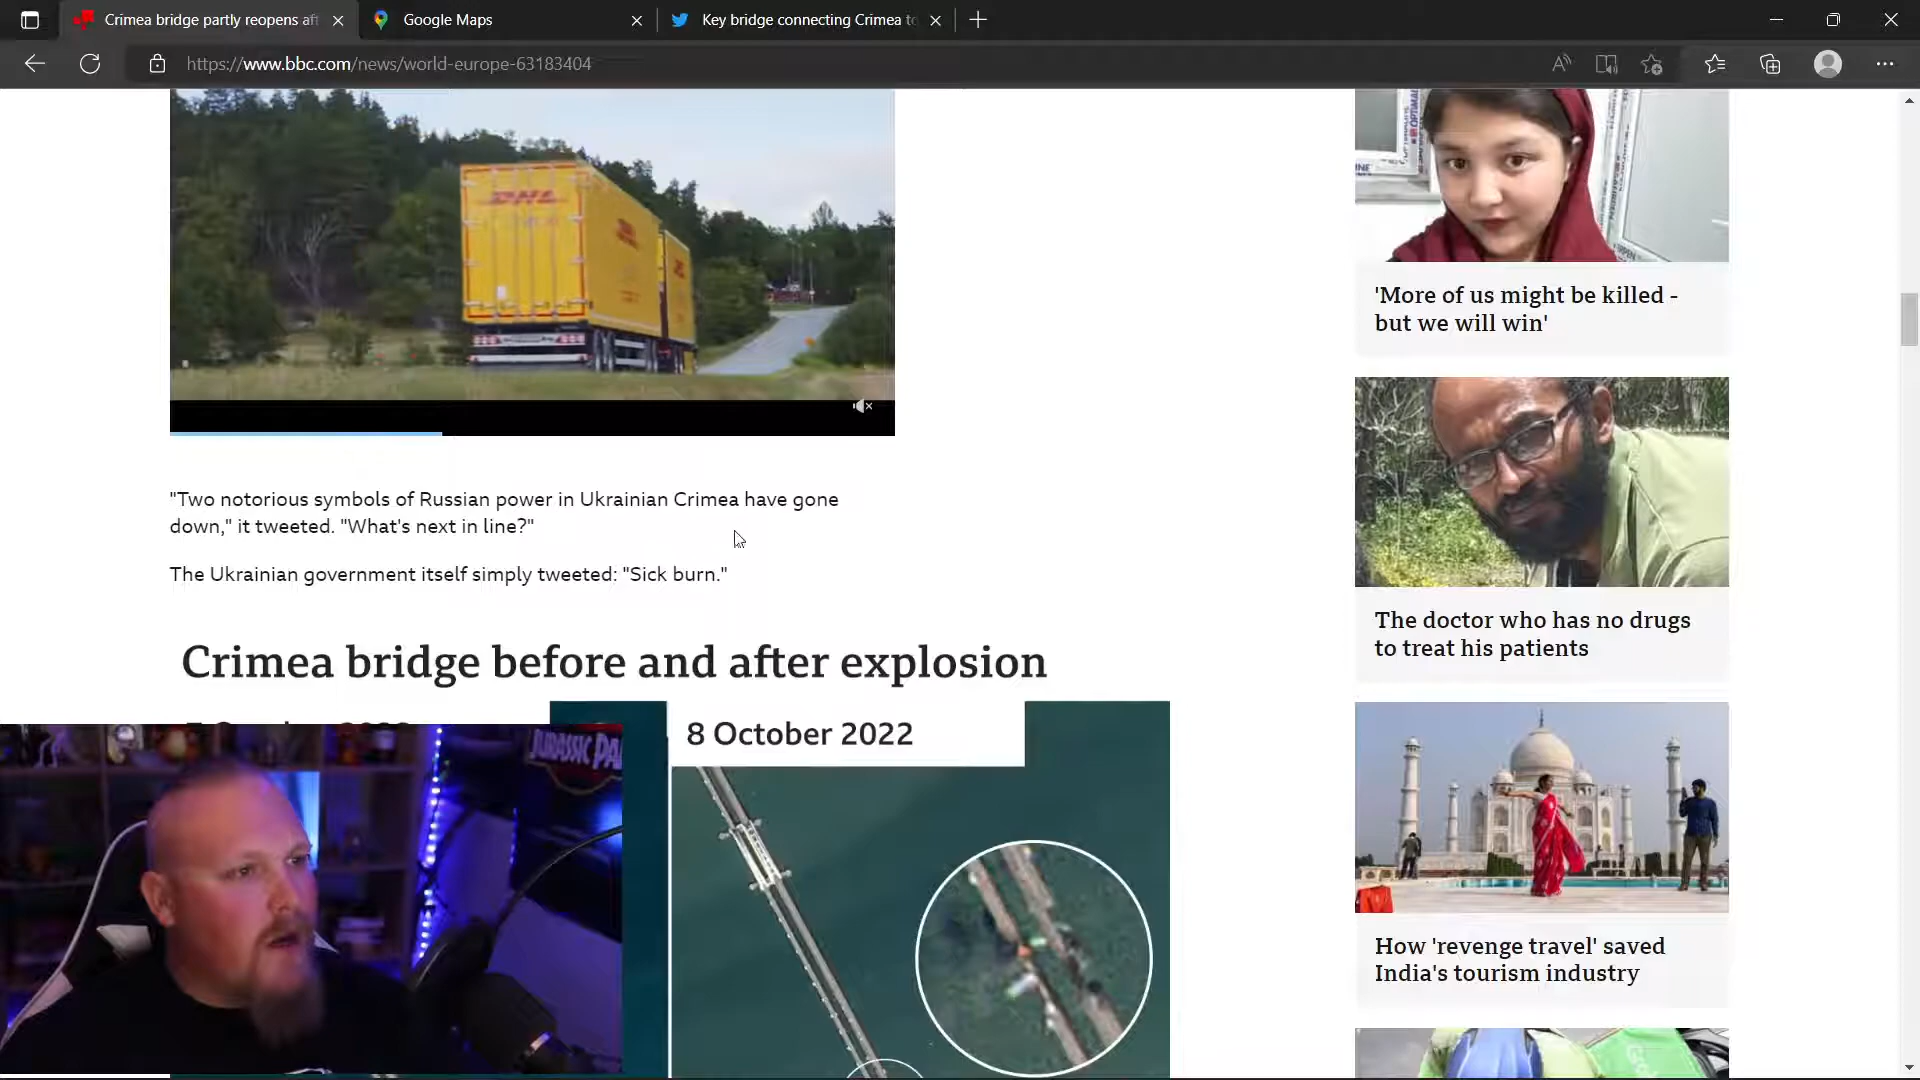 Crimea bridge partly reopens aft
Google Maps
Key bridge connecting Crimea to
https://www.bbc.com/news/world-europe-63183404
DHL
"Two notorious symbols of Russian power in Ukrainian Crimea have gone
down," it tweeted. "What's next in line?"
The Ukrainian government itself simply tweeted: "Sick burn."
Crimea bridge before and after explosion
8 October 2022
JURASSIC PA
'More of us might be killed -
but we will win'
The doctor who has no drugs
to treat his patients
How 'revenge travel' saved
India's tourism industry